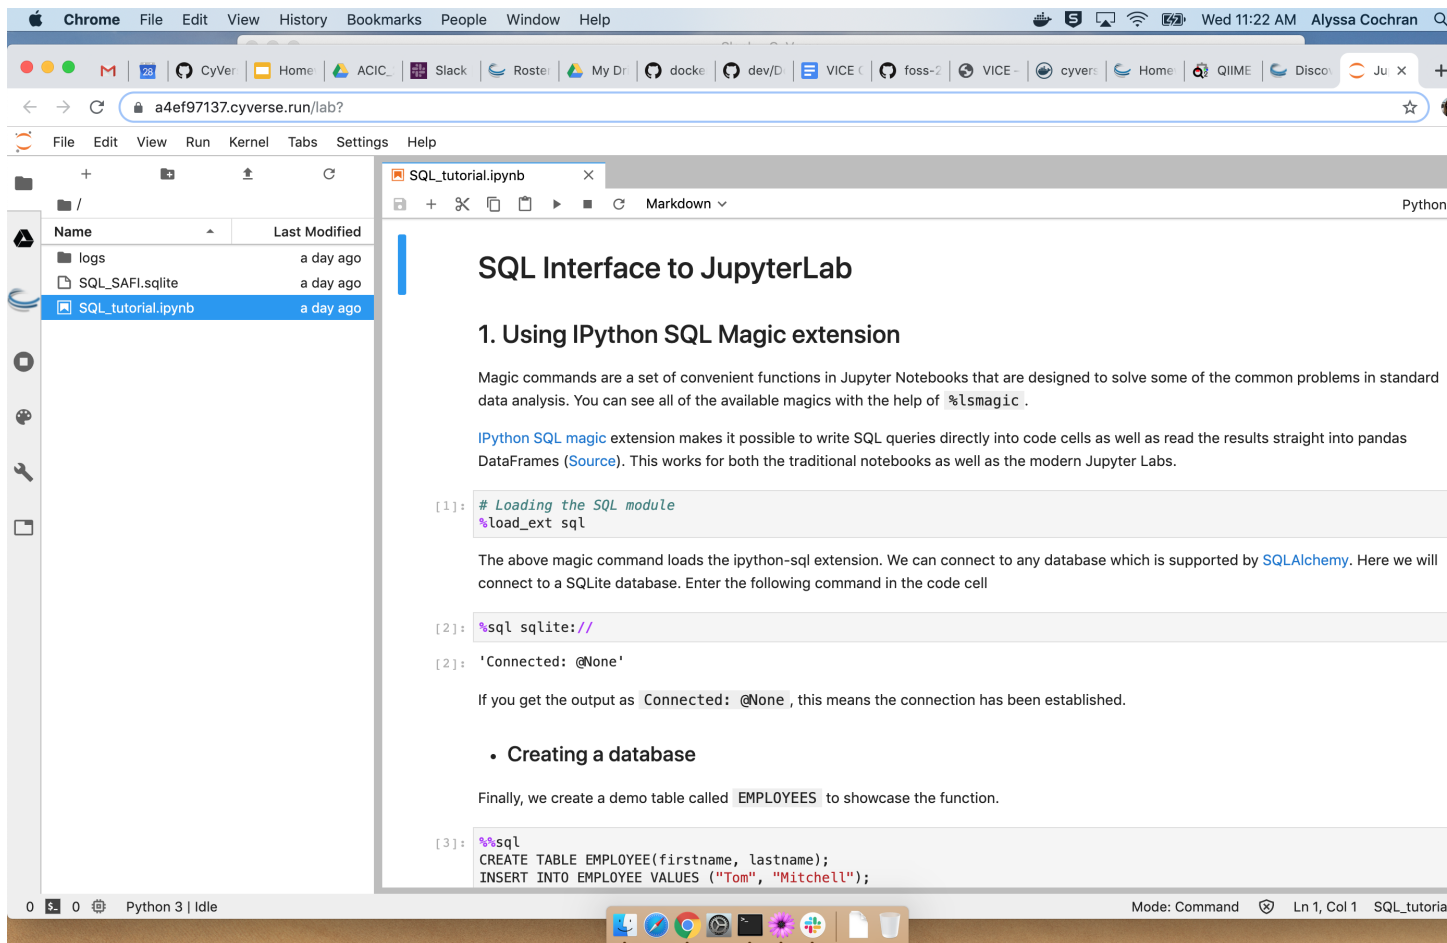 Chrome File Edit View History Bookmarks People Window Help Wed 11:22 AM Alyssa Cochran
28 CyVer Home ACIC_ Slack Roster My Dr docke dev/D VICE VICE - cyvers Home QIIME Disco Ju
a4ef97137.cyverse.run/lab?
File Edit View Run Kernel Tabs Settings Help
SQL_tutorial.ipynb
/
Markdown Python
Name Last Modified
logs a day ago
SQL_SAFI.sqlite a day ago
SQL_tutorial.ipynb a day ago
SQL Interface to JupyterLab
1. Using IPython SQL Magic extension
Magic commands are a set of convenient functions in Jupyter Notebooks that are designed to solve some of the common problems in standard
data analysis. You can see all of the available magics with the help of %lsmagic .
IPython SQL magic extension makes it possible to write SQL queries directly into code cells as well as read the results straight into pandas
DataFrames (Source). This works for both the traditional notebooks as well as the modern Jupyter Labs.
[1]: # Loading the SQL module
%load_ext sql
The above magic command loads the ipython-sql extension. We can connect to any database which is supported by SQLAlchemy. Here we will
connect to a SQLite database. Enter the following command in the code cell
[2]: %sql sqlite://
[2]: 'Connected: @None'
If you get the output as Connected: @None , this means the connection has been established.
• Creating a database
Finally, we create a demo table called EMPLOYEES to showcase the function.
[3]: %%sql
CREATE TABLE EMPLOYEE(firstname, lastname);
INSERT INTO EMPLOYEE VALUES ("Tom", "Mitchell");
0 0 Python 3 | Idle Mode: Command Ln 1, Col 1 SQL_tutoria